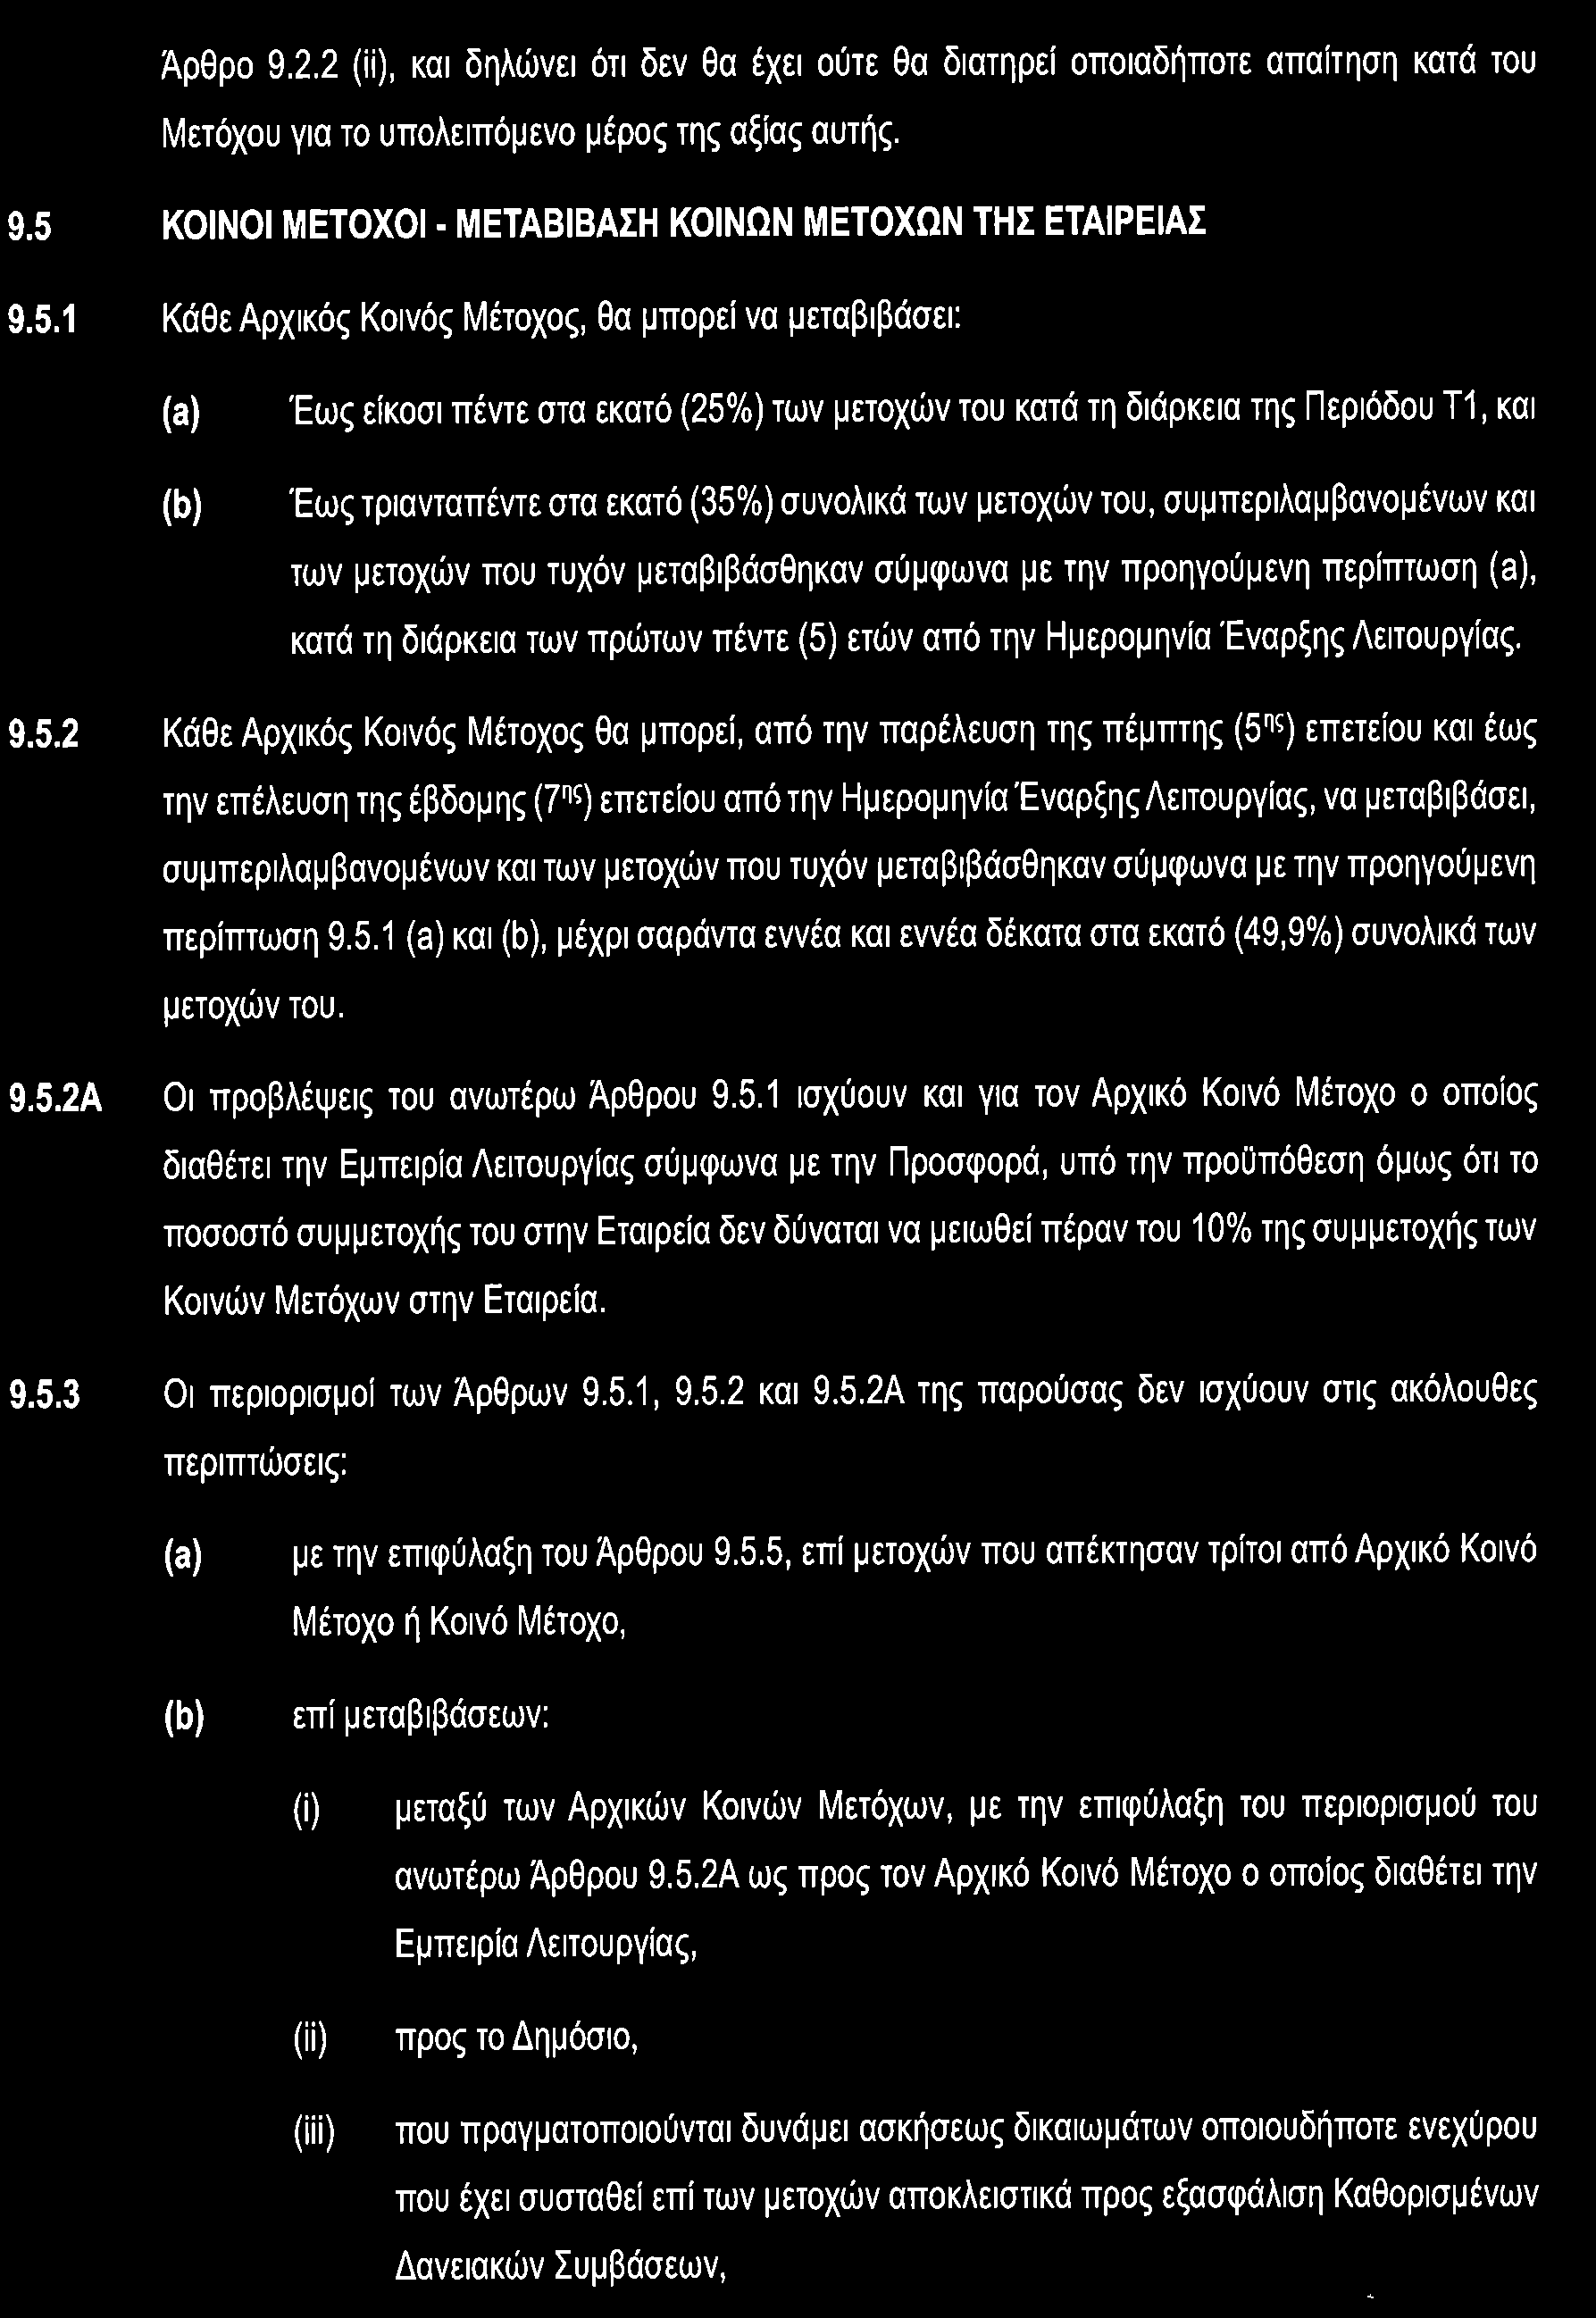 Άρθρο 9.2.2 (ii), και δηλώνει ότι δεν θα έχει ούτε θα διατηρεί οποιαδήποτε απαίτηση κατά του
Μετόχου για το υπολειπόμενο μέρος της αξίας αυτής.
9.5 ΚΟΙΝΟΙ ΜΕΤΟΧΟΙ - ΜΕΤΑΒΙΒΑΣΗ ΚΟΙΝΩΝ ΜΕΤΟΧΩΝ ΤΗΣ ΕΤΑΙΡΕΙΑΣ
9.5.1 Κάθε Αρχικός Κοινός Μέτοχος, θα μπορεί να μεταβιβάσει:
(a) Έως είκοσι πέντε στα εκατό (25%) των μετοχών του κατά τη διάρκεια της Περιόδου Τ1, και
(b) Έως τριανταπέντε στα εκατό (35%) συνολικά των μετοχών του, συμπεριλαμβανομένων και
των μετοχών που τυχόν μεταβιβάσθηκαν σύμφωνα με την προηγούμενη περίπτωση (a),
κατά τη διάρκεια των πρώτων πέντε (5) ετών από την Ημερομηνία Έναρξης Λειτουργίας.
9.5.2 Κάθε Αρχικός Κοινός Μέτοχος θα μπορεί, από την παρέλευση της πέμπτης (5ης) επετείου και έως
την επέλευση της έβδομης (7ης) επετείου από την Ημερομηνία Έναρξης Λειτουργίας, να μεταβιβάσει,
συμπεριλαμβανομένων και των μετοχών που τυχόν μεταβιβάσθηκαν σύμφωνα με την προηγούμενη
περίπτωση 9.5.1 (a) και (b), μέχρι σαράντα εννέα και εννέα δέκατα στα εκατό (49,9%) συνολικά των
μετοχών του.
9.5.2Α Οι προβλέψεις του ανωτέρω Άρθρου 9.5.1 ισχύουν και για τον Αρχικό Κοινό Μέτοχο ο οποίος
διαθέτει την Εμπειρία Λειτουργίας σύμφωνα με την Προσφορά, υπό την προϋπόθεση όμως ότι το
ποσοστό συμμετοχής του στην Εταιρεία δεν δύναται να μειωθεί πέραν του 10% της συμμετοχής των
Κοινών Μετόχων στην Εταιρεία.
9.5.3 Οι περιορισμοί των Άρθρων 9.5.1, 9.5.2 και 9.5.2Α της παρούσας δεν ισχύουν στις ακόλουθες
περιπτώσεις:
(a) με την επιφύλαξη του Άρθρου 9.5.5, επί μετοχών που απέκτησαν τρίτοι από Αρχικό Κοινό
Μέτοχο ή Κοινό Μέτοχο,
(b) επί μεταβιβάσεων:
(i) μεταξύ των Αρχικών Κοινών Μετόχων, με την επιφύλαξη του περιορισμού του
ανωτέρω Άρθρου 9.5.2Α ως προς τον Αρχικό Κοινό Μέτοχο ο οποίος διαθέτει την
Εμπειρία Λειτουργίας,
(ii) προς το Δημόσιο,
(iii) που πραγματοποιούνται δυνάμει ασκήσεως δικαιωμάτων οποιουδήποτε ενεχύρου
που έχει συσταθεί επί των μετοχών αποκλειστικά προς εξασφάλιση Καθορισμένων
Δανειακών Συμβάσεων,